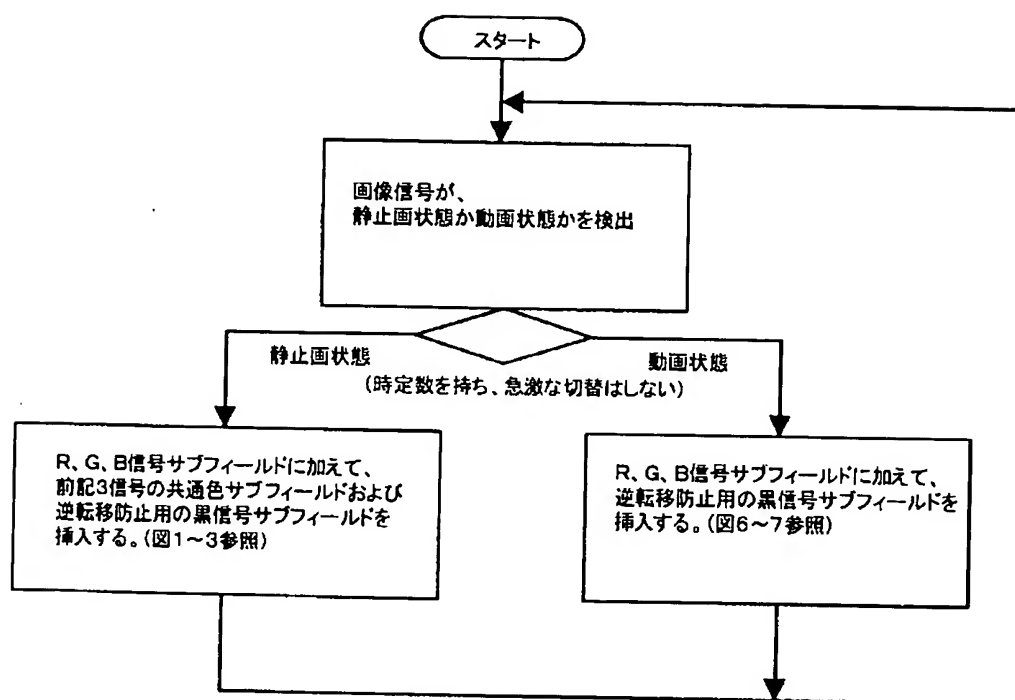 スタート
画像信号が、
静止画状態か動画状態かを検出
静止画状態
動画状態
(時定数を持ち、急激な切替はしない)
R、G、B信号サブフィールドに加えて、
前記3信号の共通色サブフィールドおよび
逆転移防止用の黒信号サブフィールドを
挿入する。(図1～3参照)
R、G、B信号サブフィールドに加えて、
逆転移防止用の黒信号サブフィールドを
挿入する。(図6～7参照)